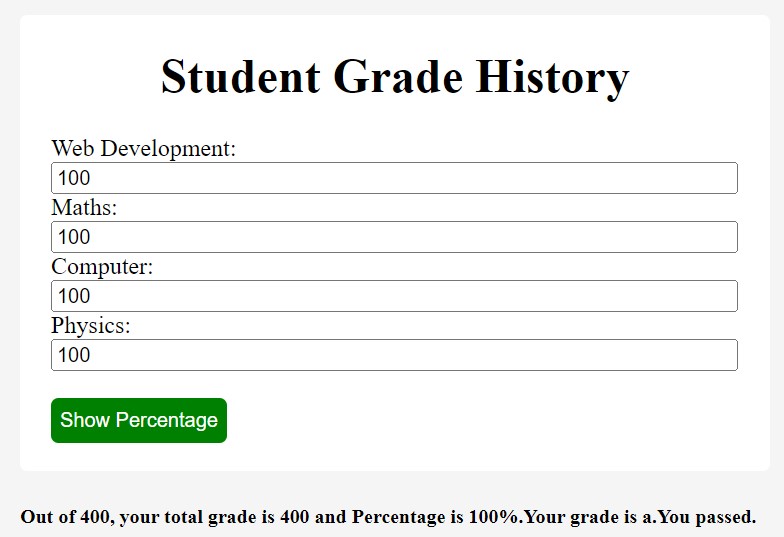 Student Grade History
Web Development:
100
Maths:
100
Computer:
100
Physics:
100
Show Percentage
Out of 400, your total grade is 400 and Percentage is 100%.Your grade is a.You passed.